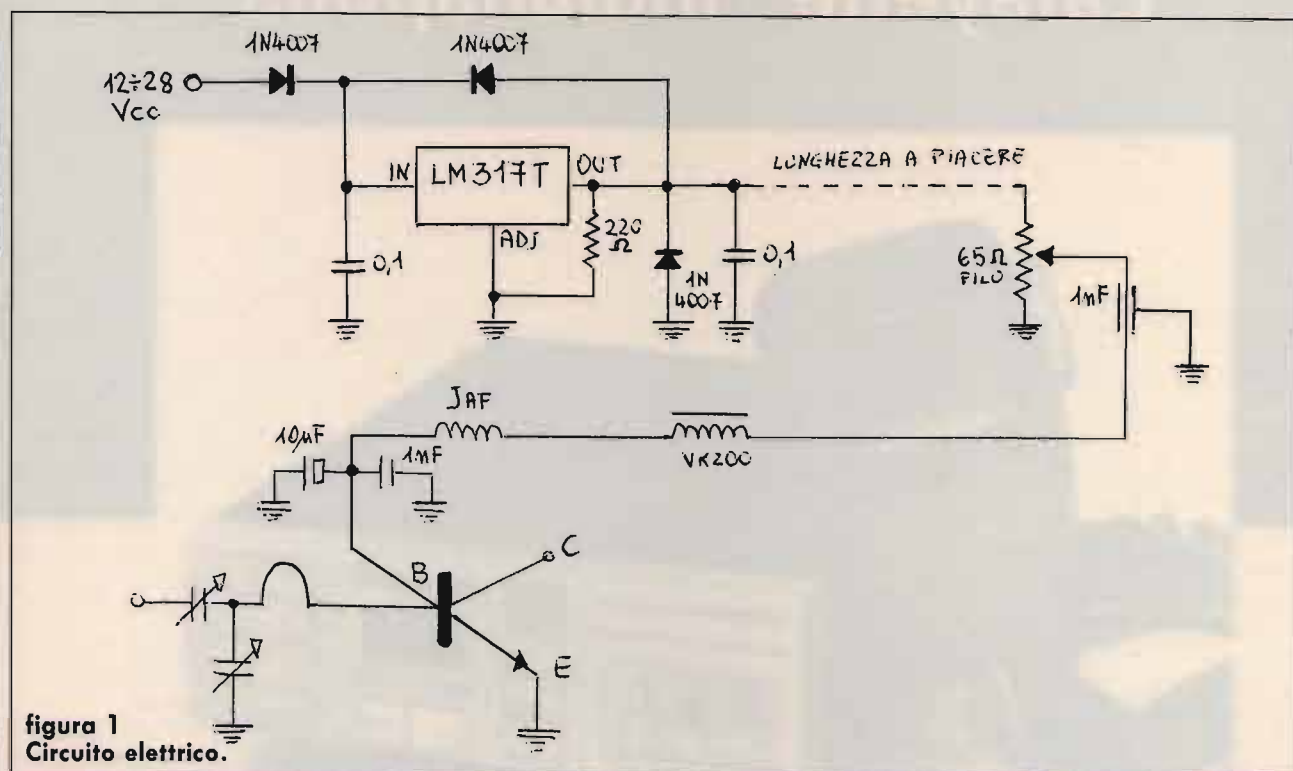 1N4007
1N4007
12÷28
Vcc
IN
LM317T
OUT
ADJ
0,1
220
Ω
1N
4007
0,1
LUNGHEZZA A PIACERE
65Ω
FILO
1nF
JAF
VK200
10µF
1nF
B
C
E
figura 1
Circuito elettrico.